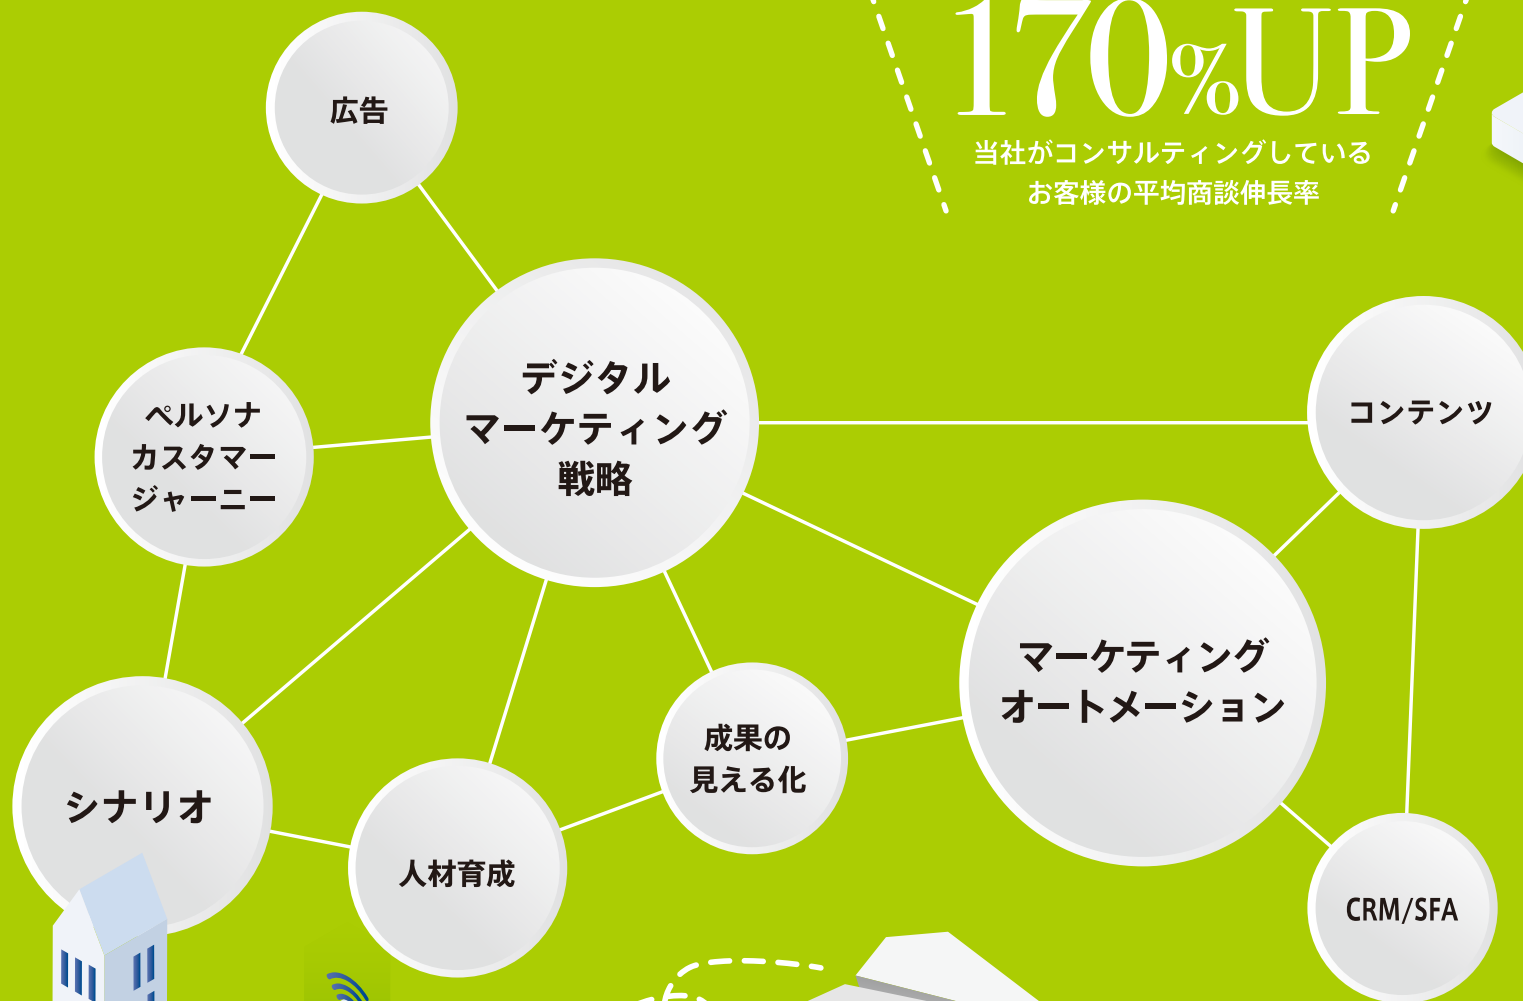 170%UP
当社がコンサルティングしている
お客様の平均商談伸長率
広告
デジタル
マーケティング
戦略
ペルソナ
カスタマー
ジャーニー
コンテンツ
マーケティング
オートメーション
成果の
見える化
シナリオ
人材育成
CRM/SFA